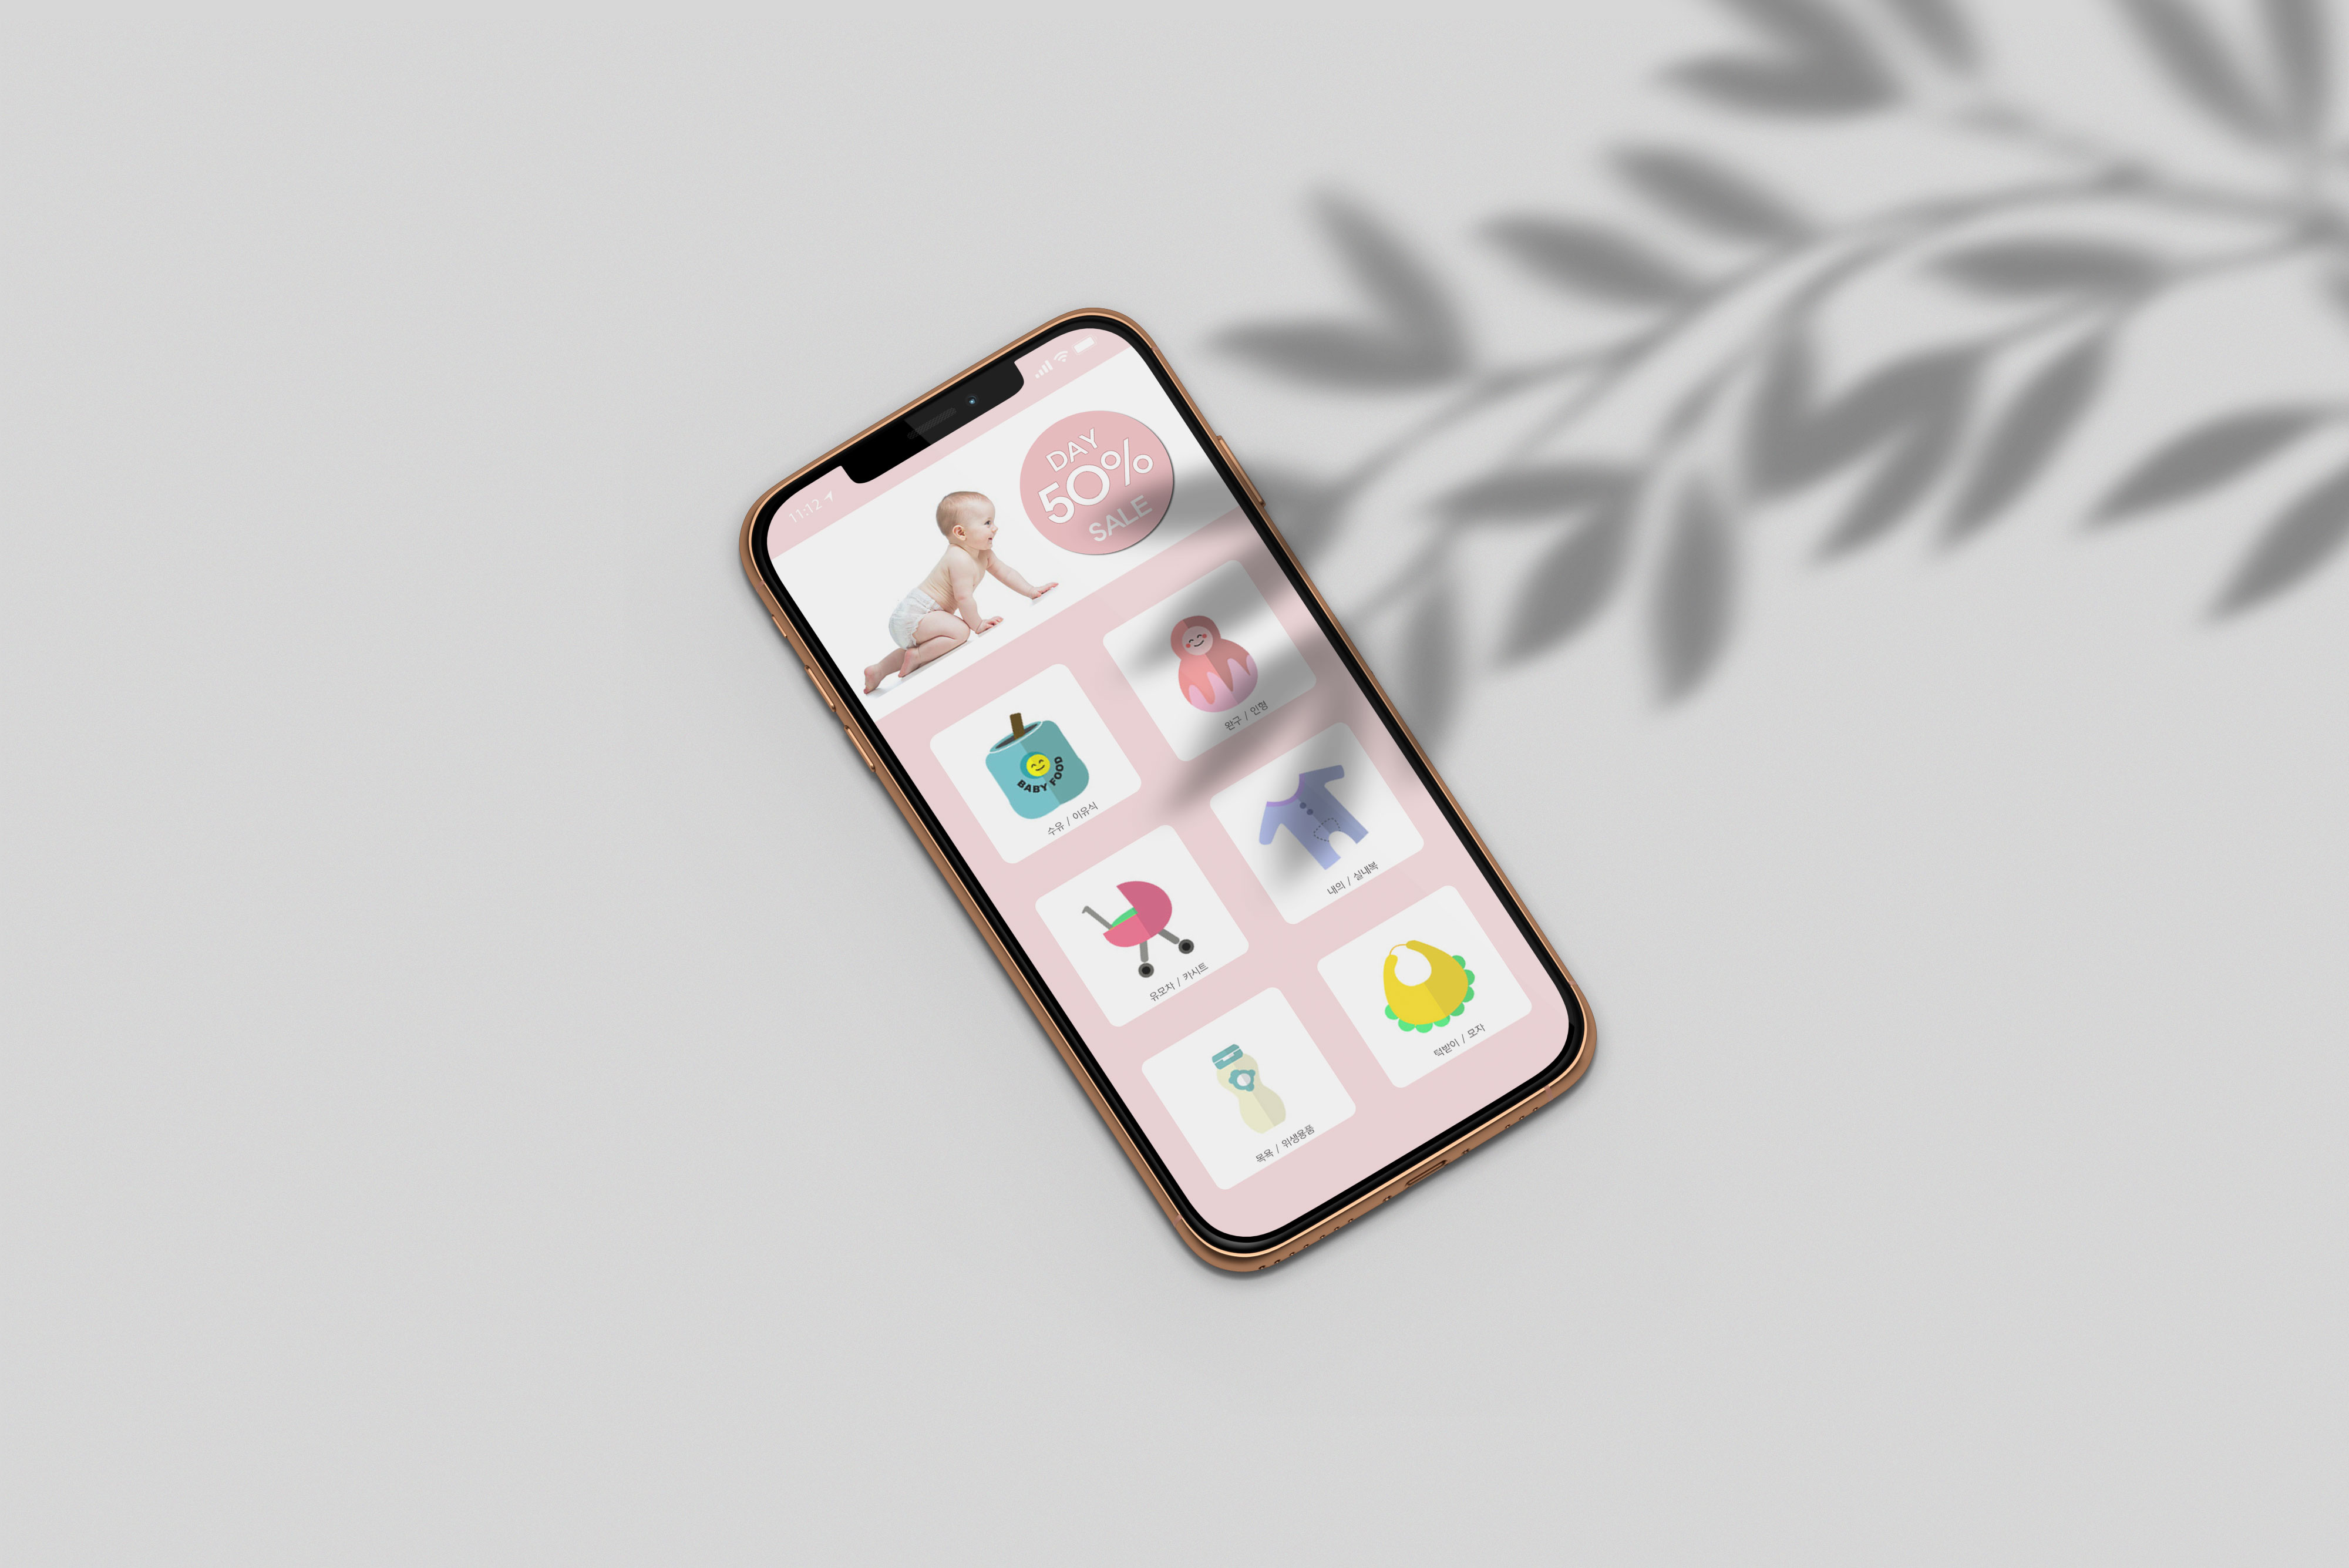 11:12
DAY
50%
SALE
BABY FOOD
수유 / 이유식
완구 / 인형
유모차 / 카시트
내의 / 실내복
목욕 / 위생용품
턱받이 / 모자